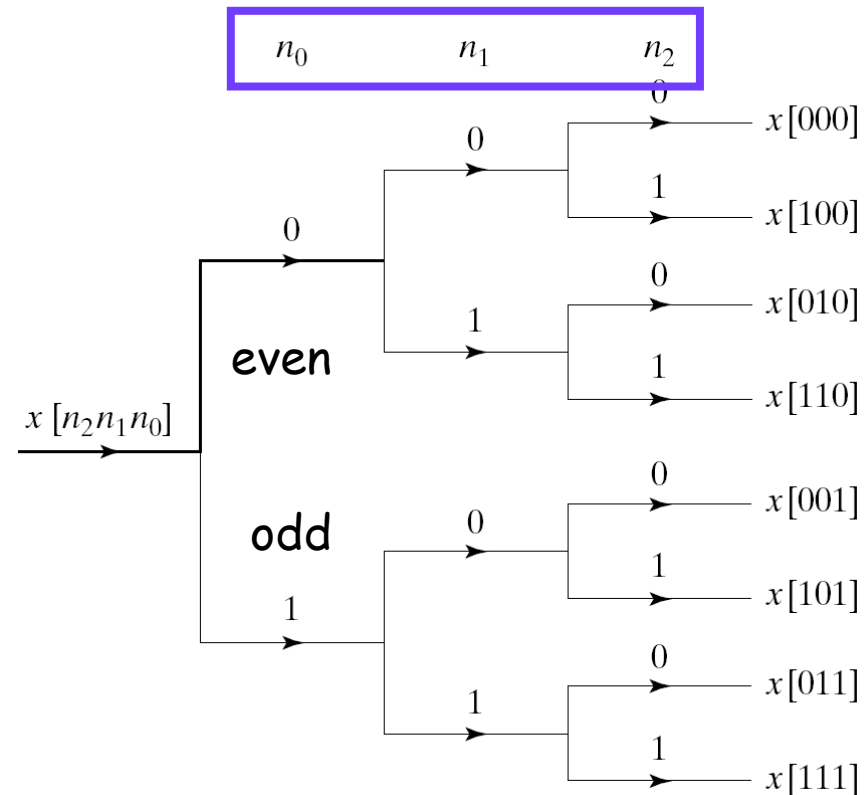 n₀ n₁ n₂
0
x[000]
0
1
x[100]
0
0
x[010]
1
even
1
x[110]
x [n₂n₁n₀]
0
x[001]
odd
0
1
x[101]
1
0
x[011]
1
1
x[111]